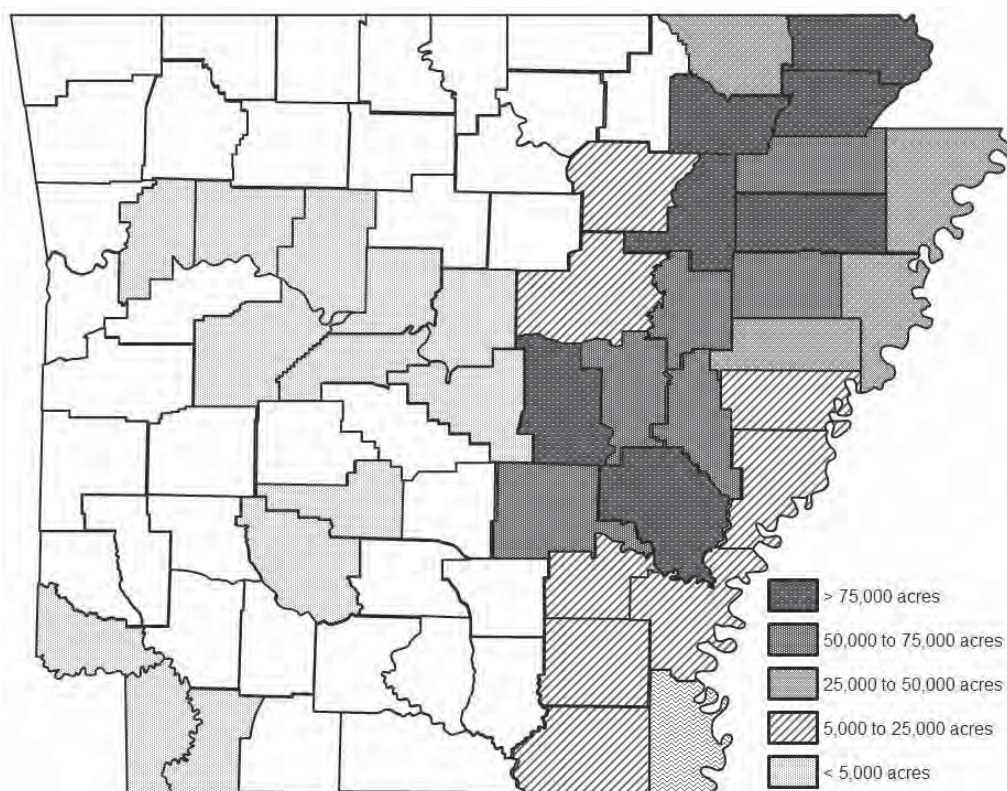 > 75,000 acres
50,000 to 75,000 acres
25,000 to 50,000 acres
5,000 to 25,000 acres
< 5,000 acres